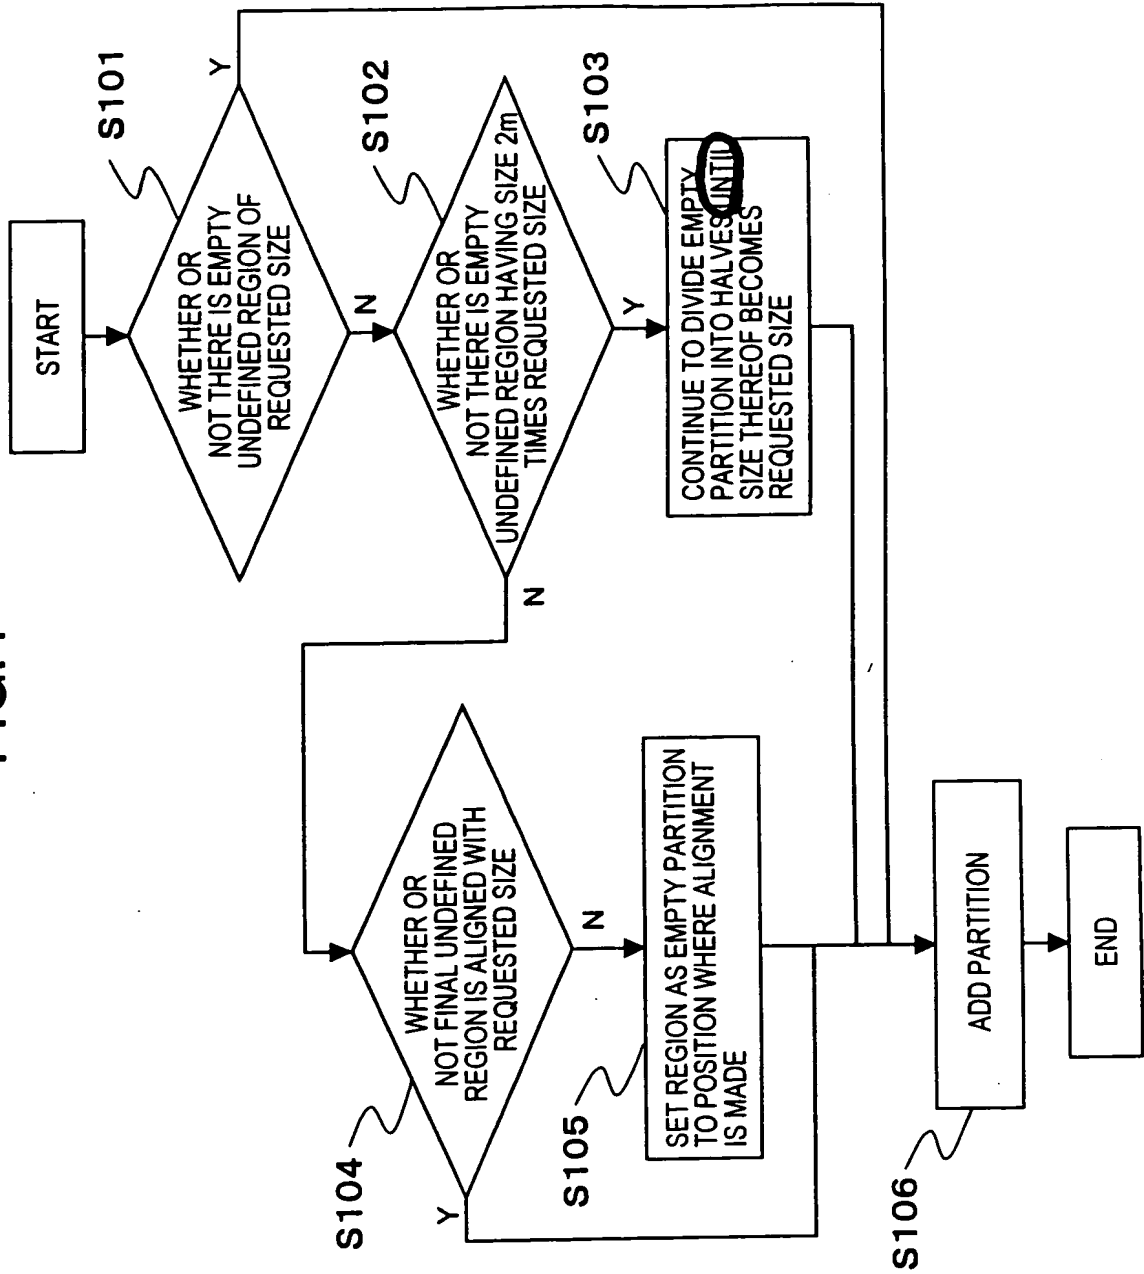 START
S101
WHETHER OR
NOT THERE IS EMPTY
UNDEFINED REGION OF
REQUESTED SIZE
Y
N
S102
WHETHER OR
NOT THERE IS EMPTY
UNDEFINED REGION HAVING SIZE 2m
TIMES REQUESTED SIZE
Y
N
S103
CONTINUE TO DIVIDE EMPTY
PARTITION INTO HALVES UNTIL
SIZE THEREOF BECOMES
REQUESTED SIZE
S104
WHETHER OR
NOT FINAL UNDEFINED
REGION IS ALIGNED WITH
REQUESTED SIZE
Y
N
S105
SET REGION AS EMPTY PARTITION
TO POSITION WHERE ALIGNMENT
IS MADE
S106
ADD PARTITION
END